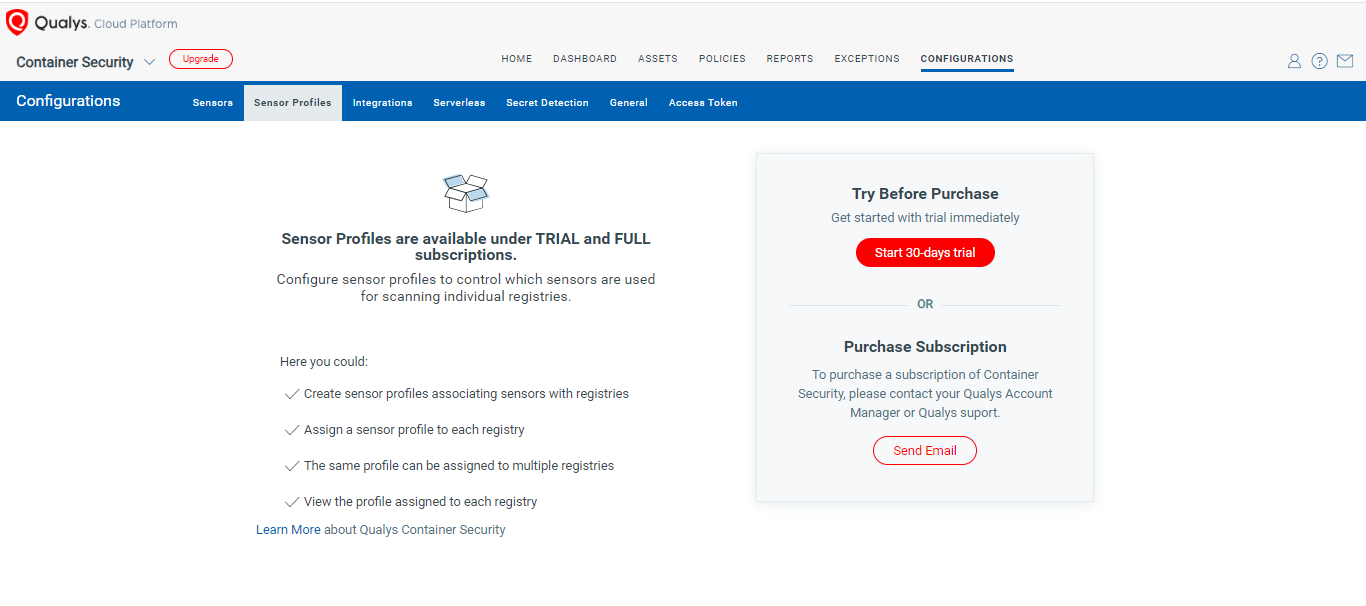 Qualys. Cloud Platform
Container Security
Upgrade
HOME DASHBOARD ASSETS POLICIES REPORTS EXCEPTIONS CONFIGURATIONS
?
Configurations
Sensors Sensor Profiles Integrations Serverless Secret Detection General Access Token
Sensor Profiles are available under TRIAL and FULL
subscriptions.
Configure sensor profiles to control which sensors are used
for scanning individual registries.
Here you could:
Create sensor profiles associating sensors with registries
Assign a sensor profile to each registry
The same profile can be assigned to multiple registries
View the profile assigned to each registry
Learn More about Qualys Container Security
Try Before Purchase
Get started with trial immediately
Start 30-days trial
OR
Purchase Subscription
To purchase a subscription of Container
Security, please contact your Qualys Account
Manager or Qualys suport.
Send Email